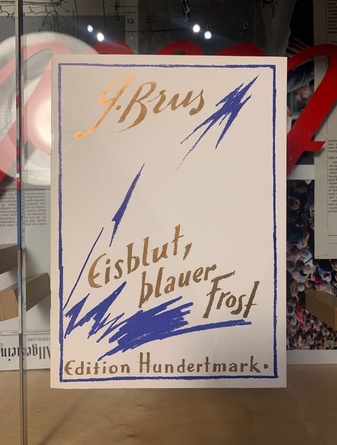 G. Brus
Eisblut,
blauer
Frost
Edition Hundertmark.